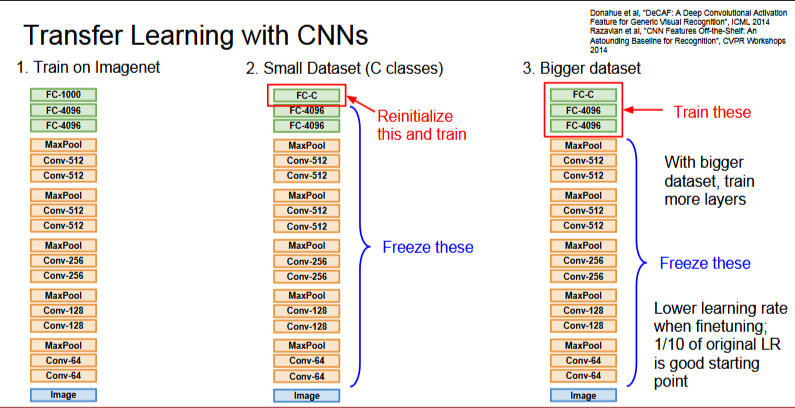 Donahue et al, "DeCAF: A Deep Convolutional Activation
Feature for Generic Visual Recognition", ICML 2014
Razavian et al, "CNN Features Off-the-Shelf: An
Astounding Baseline for Recognition", CVPR Workshops
2014
Transfer Learning with CNNs
1. Train on Imagenet
FC-1000
FC-4096
FC-4096
MaxPool
Conv-512
Conv-512
MaxPool
Conv-512
Conv-512
MaxPool
Conv-256
Conv-256
MaxPool
Conv-128
Conv-128
MaxPool
Conv-64
Conv-64
Image
2. Small Dataset (C classes)
FC-C
FC-4096
FC-4096
MaxPool
Conv-512
Conv-512
MaxPool
Conv-512
Conv-512
MaxPool
Conv-256
Conv-256
MaxPool
Conv-128
Conv-128
MaxPool
Conv-64
Conv-64
Image
Reinitialize
this and train
Freeze these
3. Bigger dataset
FC-C
FC-4096
FC-4096
MaxPool
Conv-512
Conv-512
MaxPool
Conv-512
Conv-512
MaxPool
Conv-256
Conv-256
MaxPool
Conv-128
Conv-128
MaxPool
Conv-64
Conv-64
Image
Train these
With bigger
dataset, train
more layers
Freeze these
Lower learning rate
when finetuning;
1/10 of original LR
is good starting
point